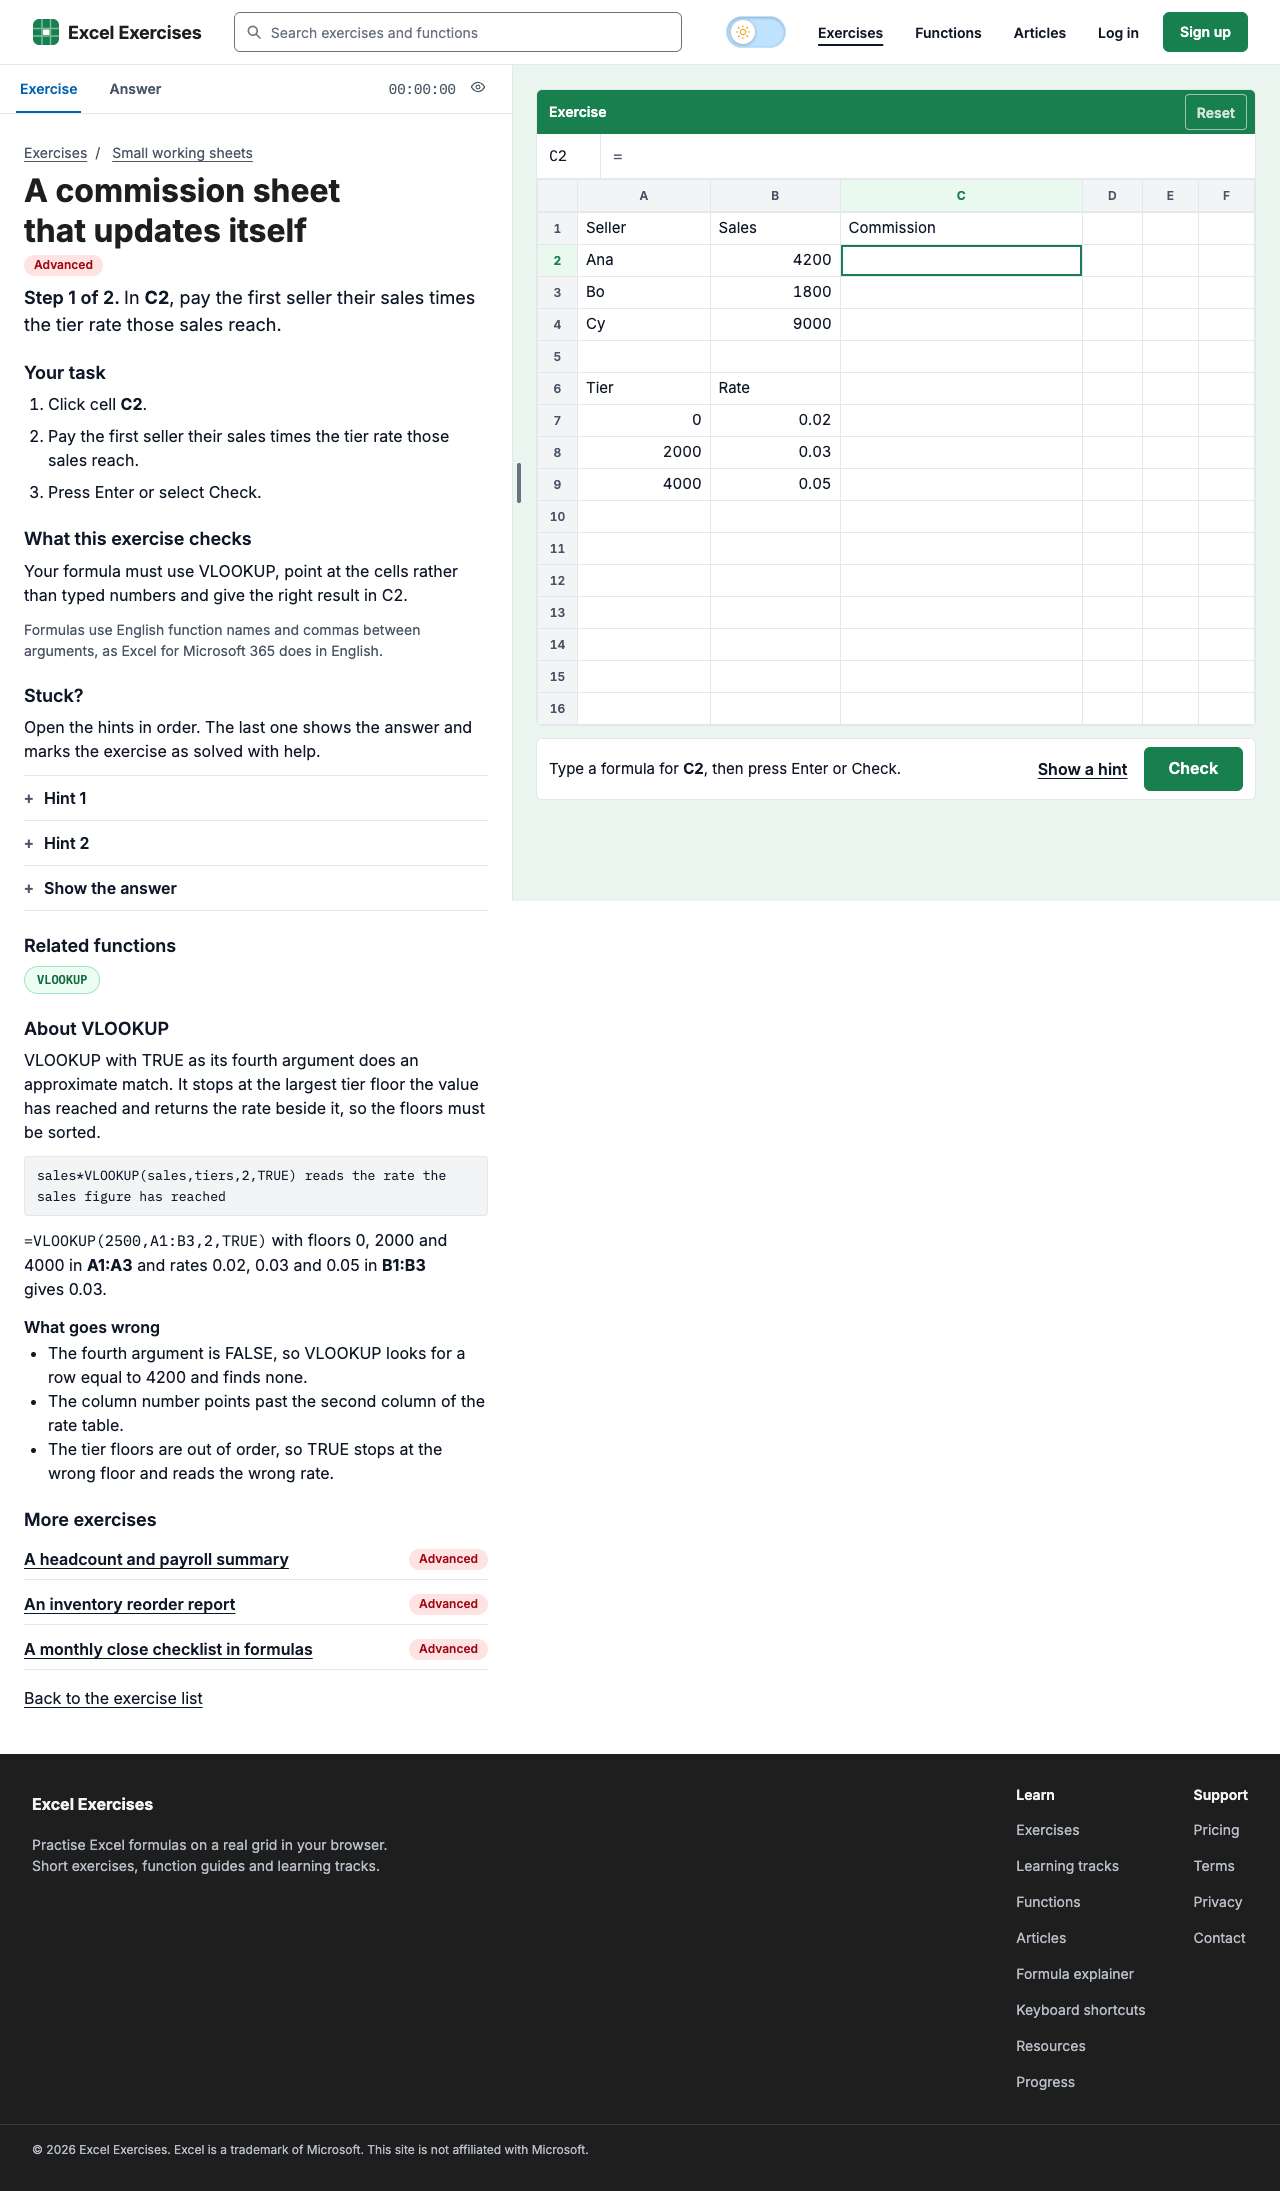 Excel Exercises
Search exercises and functions
Exercises
Functions
Articles
Log in
Sign up
Exercise
Answer
00:00:00
Exercises / Small working sheets
A commission sheet
that updates itself
Advanced
Step 1 of 2. In C2, pay the first seller their sales times
the tier rate those sales reach.
Your task
1. Click cell C2.
2. Pay the first seller their sales times the tier rate those
sales reach.
3. Press Enter or select Check.
What this exercise checks
Your formula must use VLOOKUP, point at the cells rather
than typed numbers and give the right result in C2.
Formulas use English function names and commas between
arguments, as Excel for Microsoft 365 does in English.
Stuck?
Open the hints in order. The last one shows the answer and
marks the exercise as solved with help.
+ Hint 1
+ Hint 2
+ Show the answer
Related functions
VLOOKUP
About VLOOKUP
VLOOKUP with TRUE as its fourth argument does an
approximate match. It stops at the largest tier floor the value
has reached and returns the rate beside it, so the floors must
be sorted.
sales*VLOOKUP(sales,tiers,2,TRUE) reads the rate the
sales figure has reached
=VLOOKUP(2500,A1:B3,2,TRUE) with floors 0, 2000 and
4000 in A1:A3 and rates 0.02, 0.03 and 0.05 in B1:B3
gives 0.03.
What goes wrong
• The fourth argument is FALSE, so VLOOKUP looks for a
row equal to 4200 and finds none.
• The column number points past the second column of the
rate table.
• The tier floors are out of order, so TRUE stops at the
wrong floor and reads the wrong rate.
More exercises
A headcount and payroll summary Advanced
An inventory reorder report Advanced
A monthly close checklist in formulas Advanced
Back to the exercise list
Exercise
Reset
C2 =
A B C D E F
1 Seller Sales Commission
2 Ana 4200
3 Bo 1800
4 Cy 9000
5
6 Tier Rate
7 0 0.02
8 2000 0.03
9 4000 0.05
10
11
12
13
14
15
16
Type a formula for C2, then press Enter or Check.
Show a hint
Check
Excel Exercises
Practise Excel formulas on a real grid in your browser.
Short exercises, function guides and learning tracks.
Learn
Exercises
Learning tracks
Functions
Articles
Formula explainer
Keyboard shortcuts
Resources
Progress
Support
Pricing
Terms
Privacy
Contact
© 2026 Excel Exercises. Excel is a trademark of Microsoft. This site is not affiliated with Microsoft.